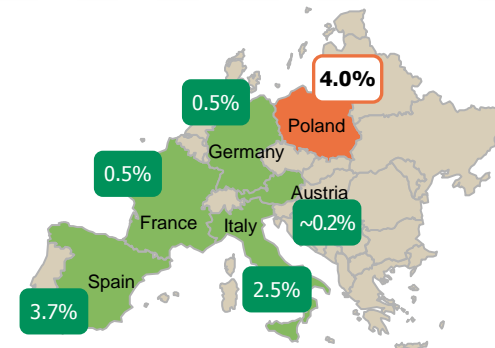 4.0%
0.5%
Poland
Germany
0.5%
Austria
France
Italy
~0.2%
Spain
2.5%
3.7%